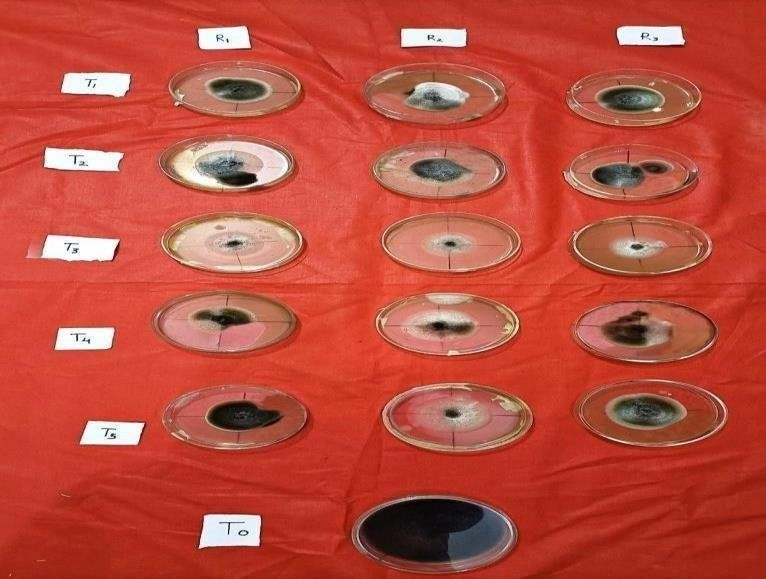 R₁ R₂ R₃
T₁
T₂
T₃
T₄
T₅
T₀